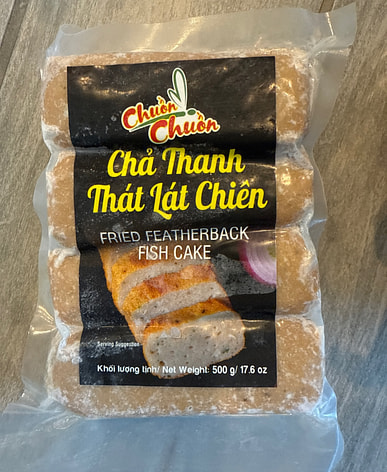 Chuồn
Chuồn
Chả Thanh
Thát Lát Chiên
FRIED FEATHERBACK
FISH CAKE
Serving Suggestion
Khối lượng tịnh/ Net Weight: 500 g/ 17.6 oz